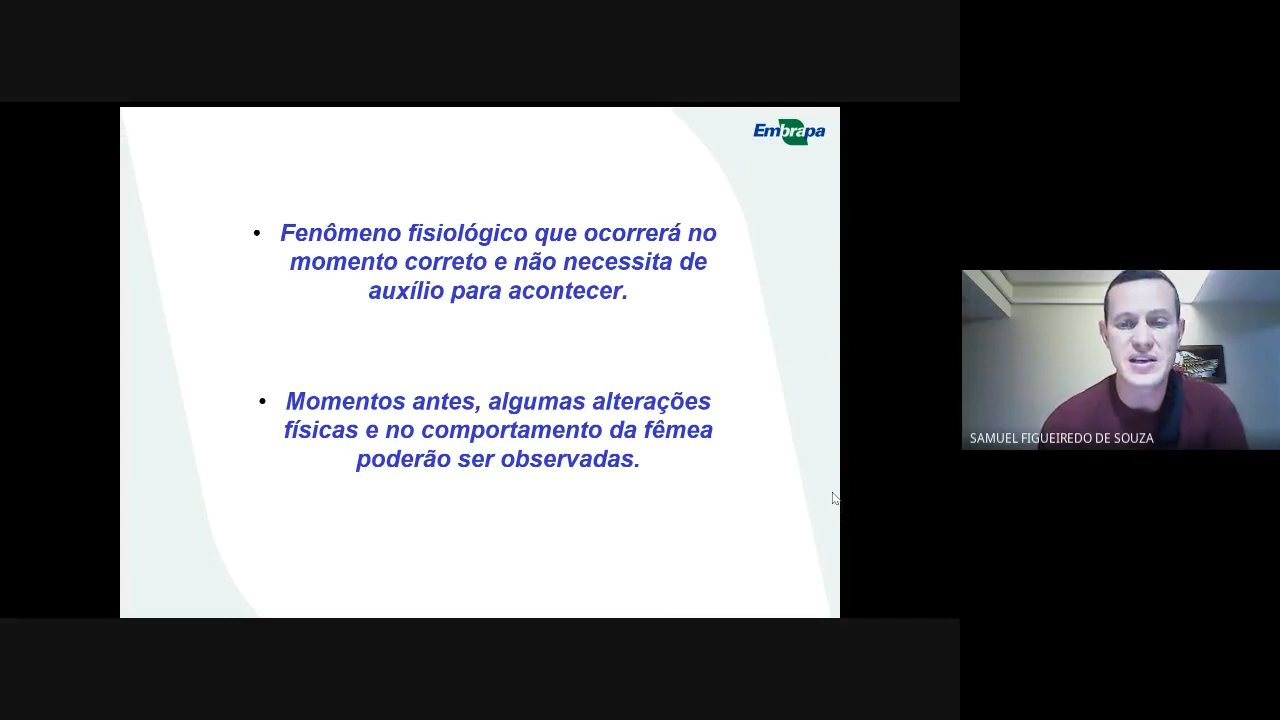 Embrapa
• Fenômeno fisiológico que ocorrerá no
momento correto e não necessita de
auxílio para acontecer.
• Momentos antes, algumas alterações
físicas e no comportamento da fêmea
poderão ser observadas.
SAMUEL FIGUEIREDO DE SOUZA